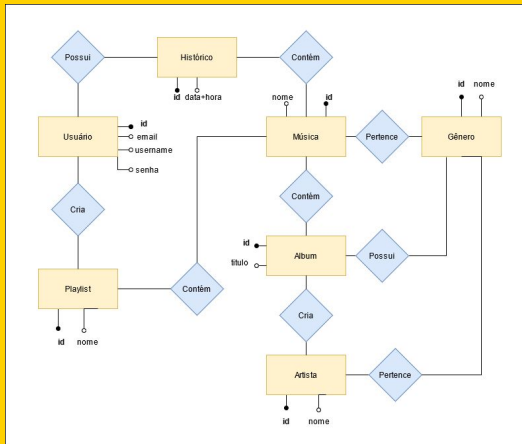 Possui
Histórico
Contém
id data+hora
id nome
nome id
Usuário
id
email
username
senha
Música
Pertence
Gênero
Cria
Contém
id
título
Album
Possui
Playlist
Contém
id nome
Cria
Artista
Pertence
id nome